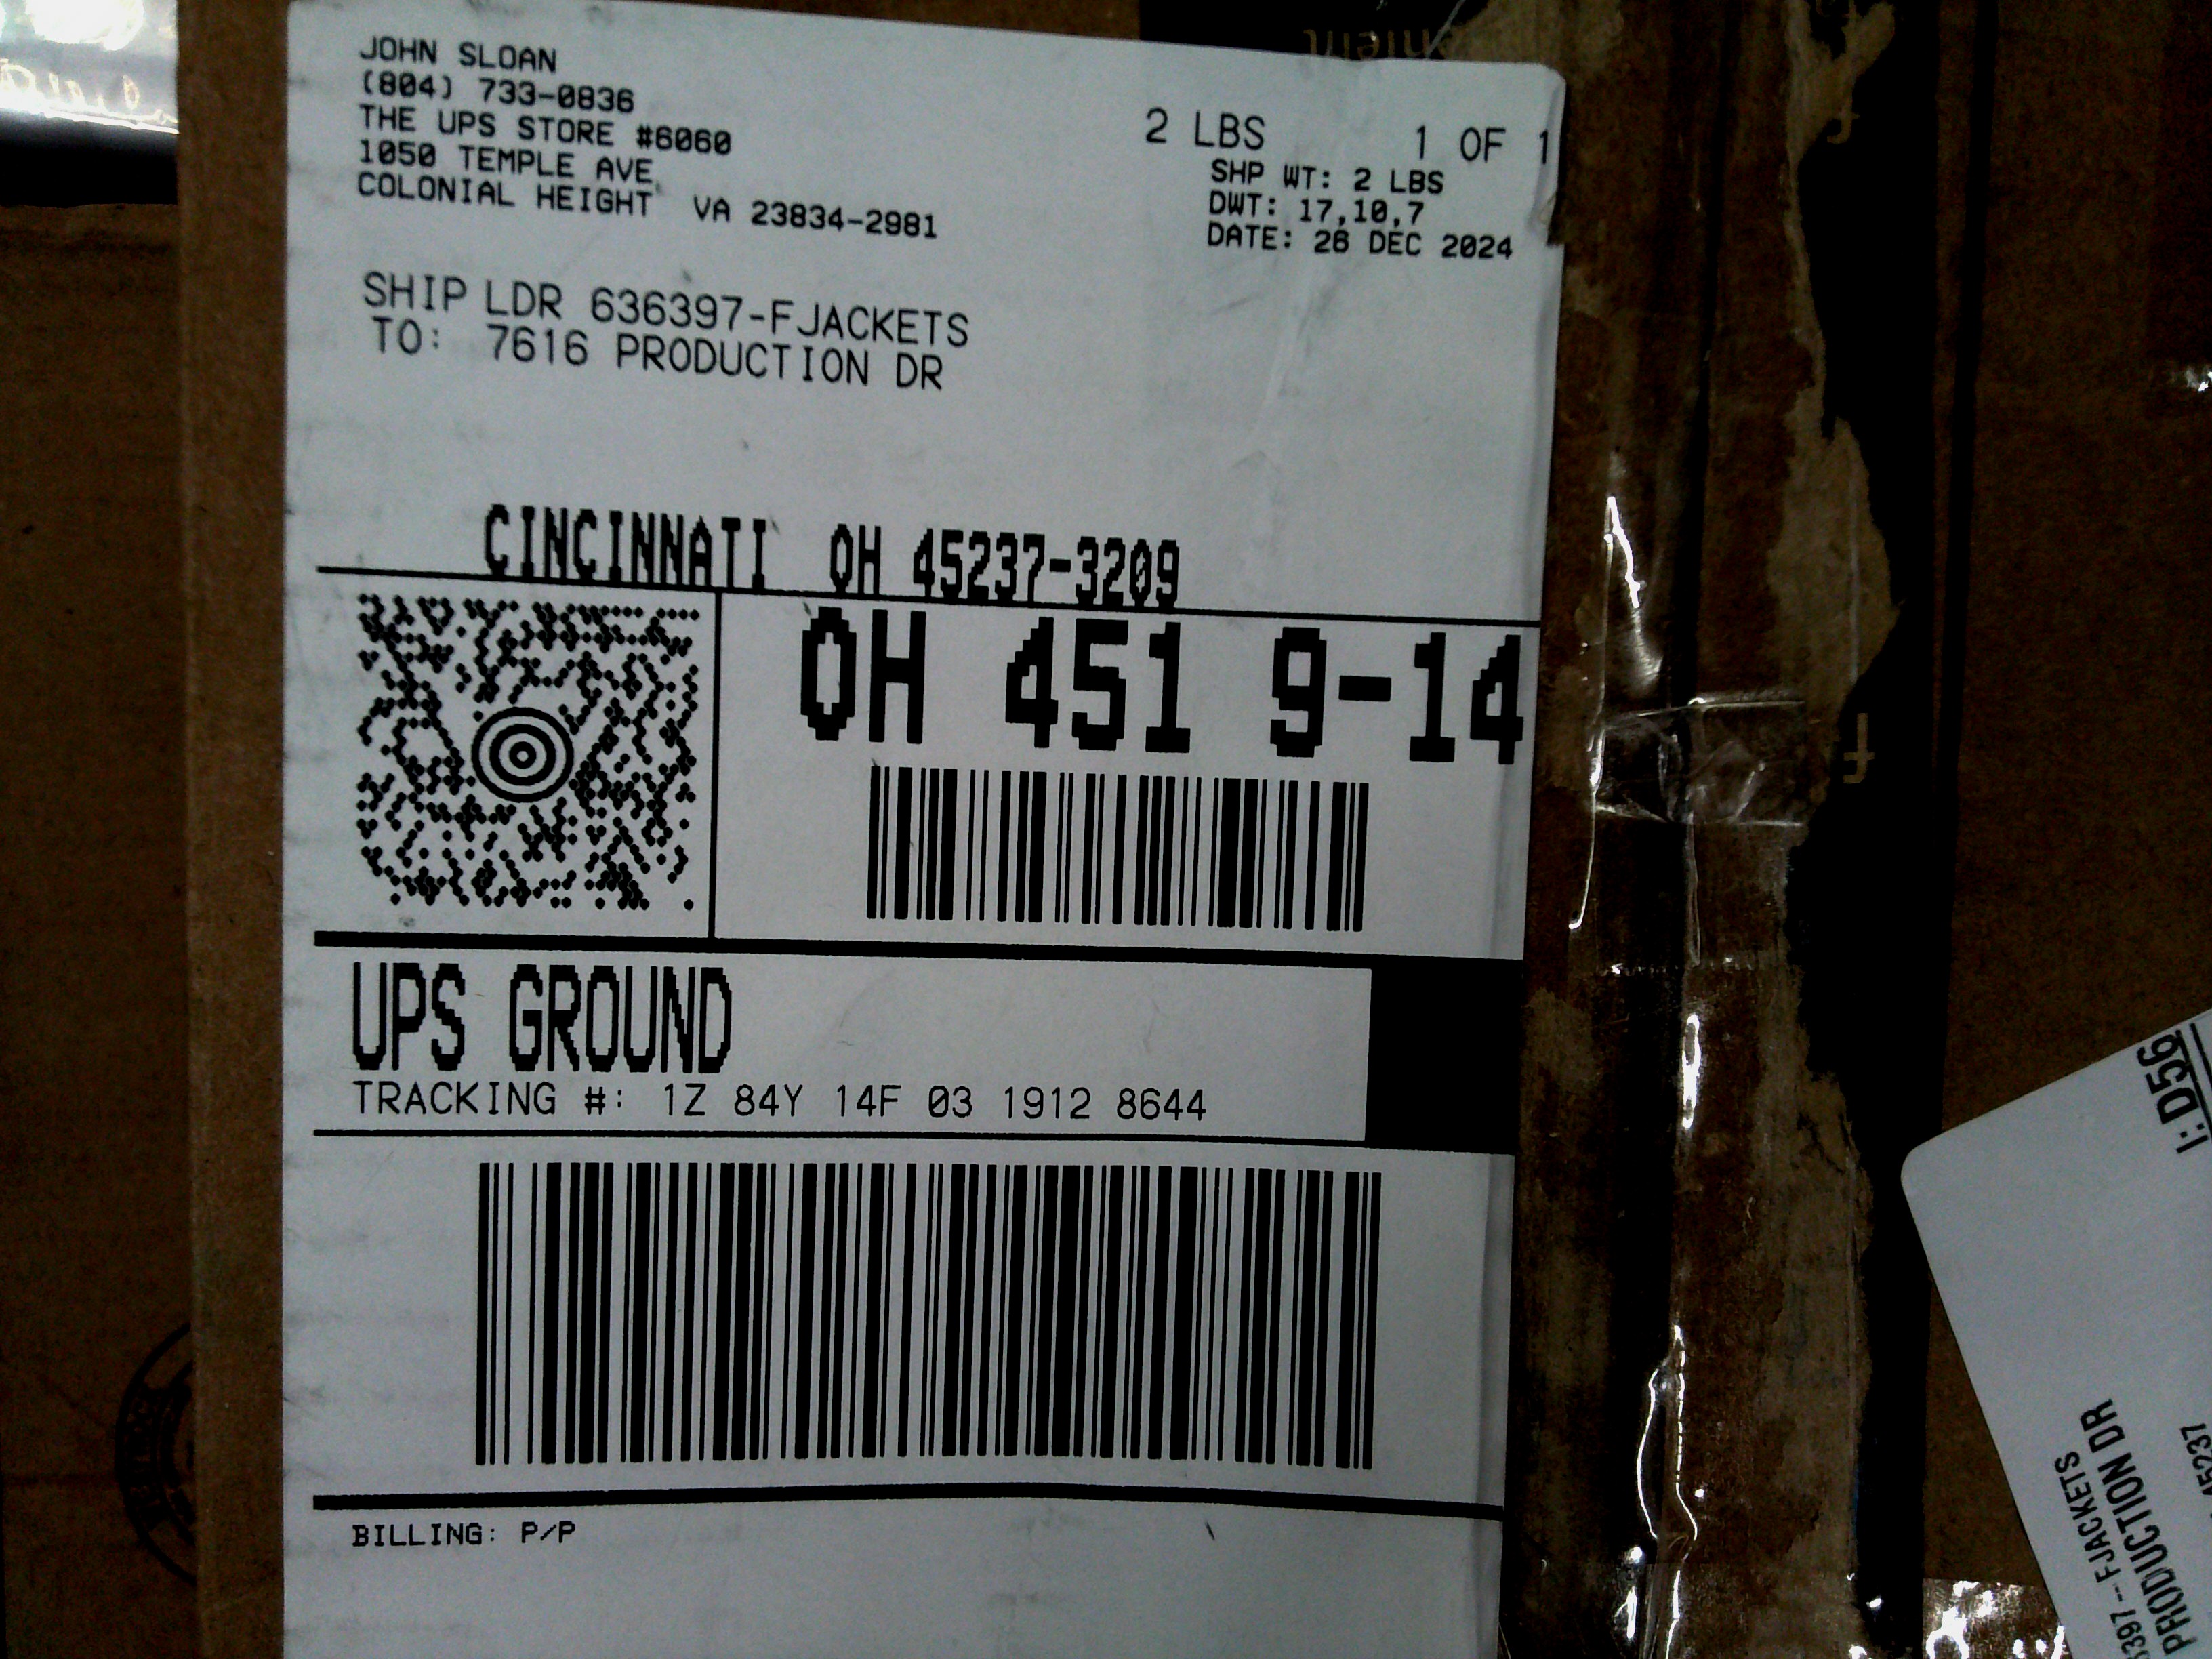 JOHN SLOAN
(804) 733-0836
THE UPS STORE #6060
1050 TEMPLE AVE
COLONIAL HEIGHT VA 23834-2981
2 LBS 1 OF 1
SHP WT: 2 LBS
DWT: 17,10,7
DATE: 26 DEC 2024
SHIP LDR 636397-FJACKETS
TO: 7616 PRODUCTION DR
CINCINNATI OH 45237-3209
OH 451 9-14
UPS GROUND
TRACKING #: 1Z 84Y 14F 03 1912 8644
BILLING: P/P
I: D56
6397-FJACKETS
PRODUCTION DR
45237